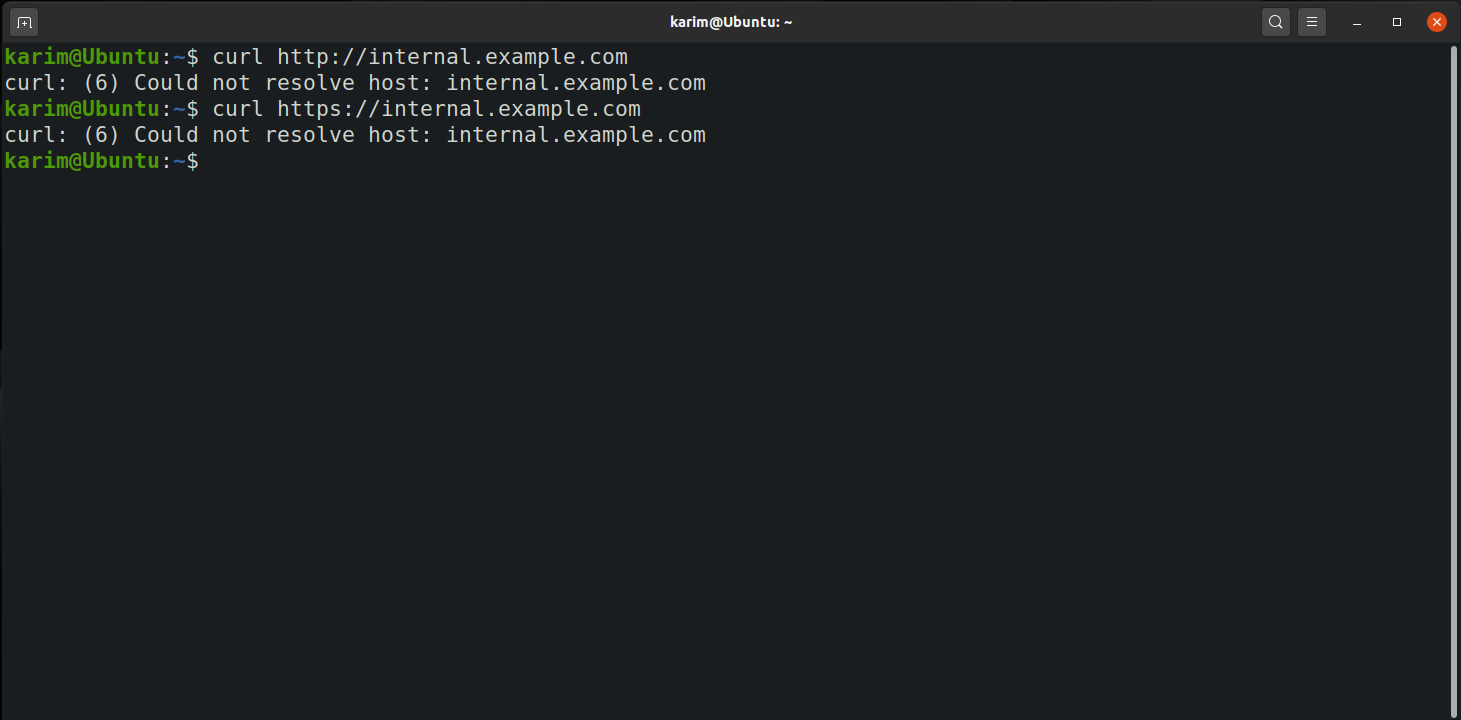 karim@Ubuntu: ~
karim@Ubuntu:~$ curl http://internal.example.com
curl: (6) Could not resolve host: internal.example.com
karim@Ubuntu:~$ curl https://internal.example.com
curl: (6) Could not resolve host: internal.example.com
karim@Ubuntu:~$